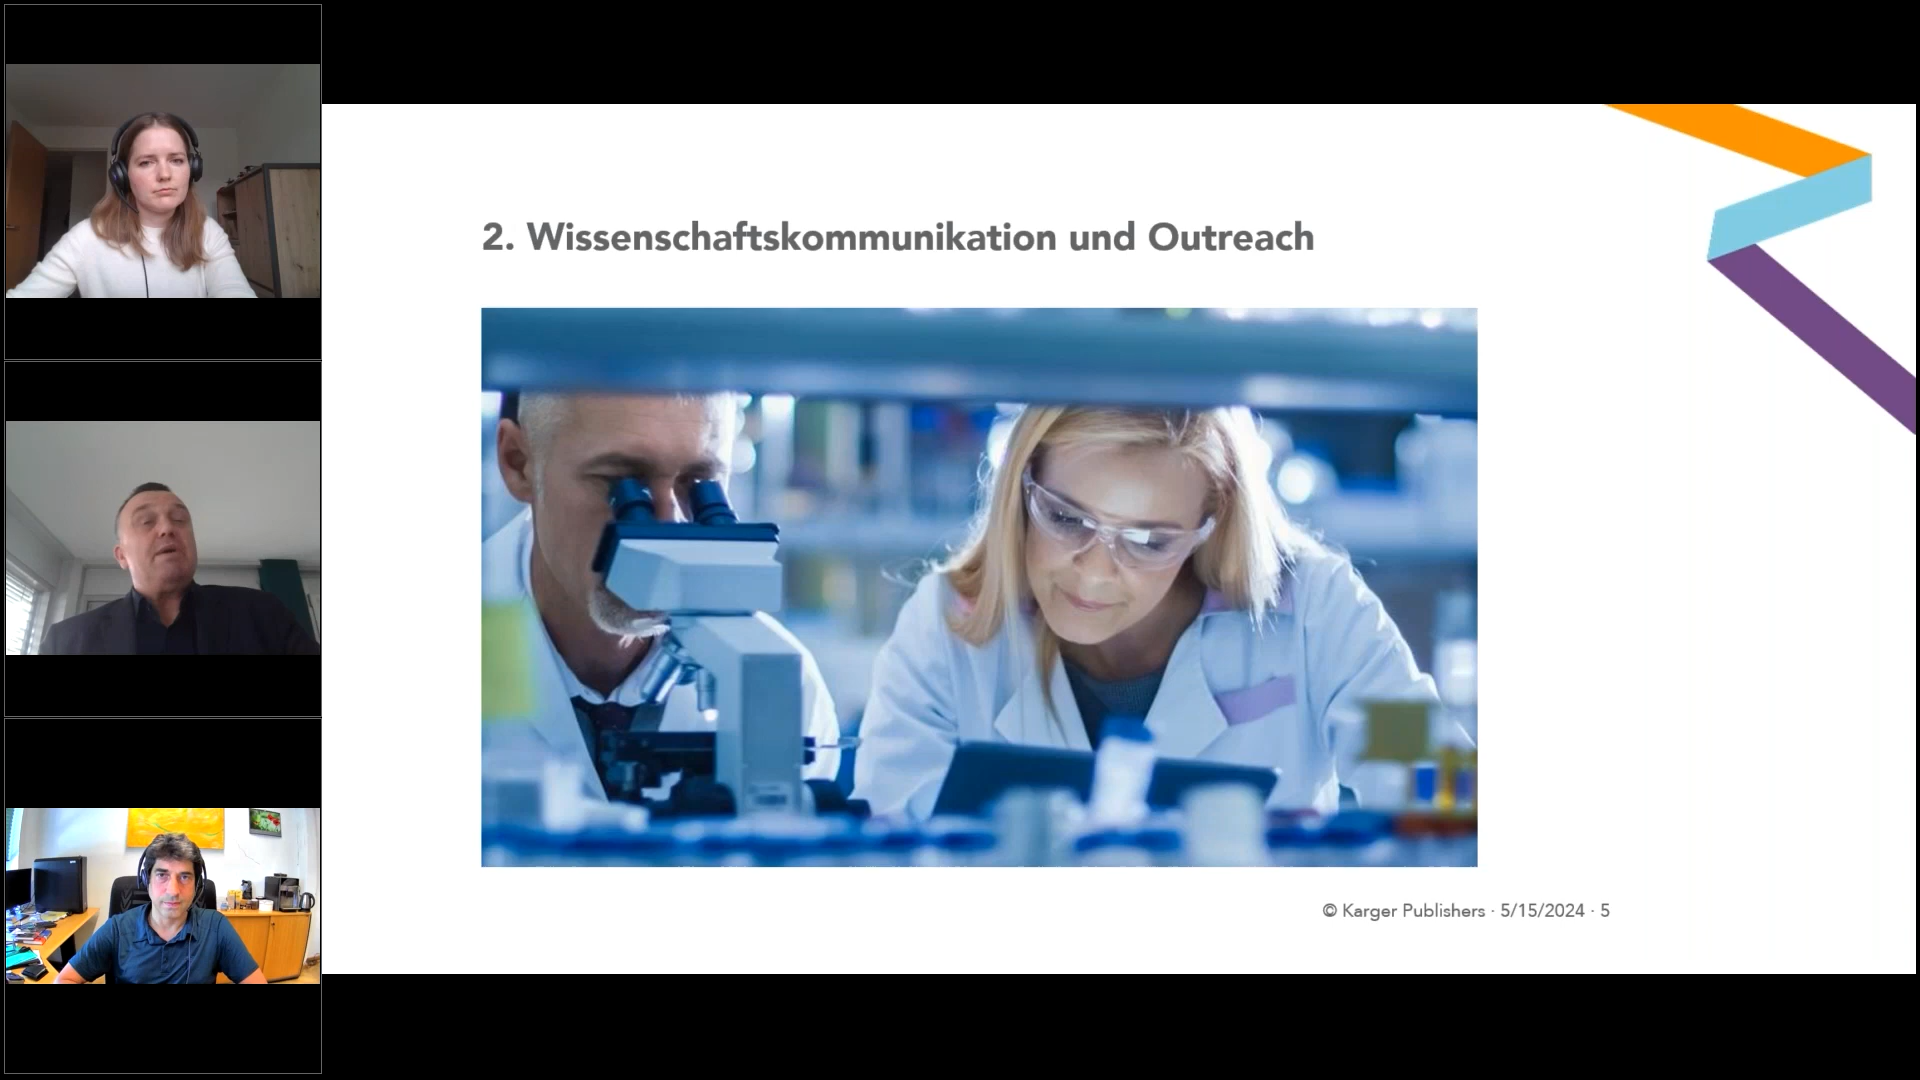 2. Wissenschaftskommunikation und Outreach
© Karger Publishers · 5/15/2024 · 5